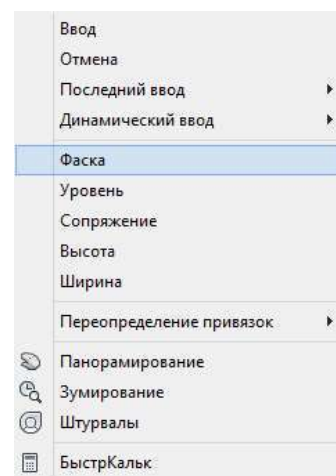 Ввод
Отмена
Последний ввод
Динамический ввод
Фаска
Уровень
Сопряжение
Высота
Ширина
Переопределение привязок
Панорамирование
Зумирование
Штурвалы
БыстрКальк